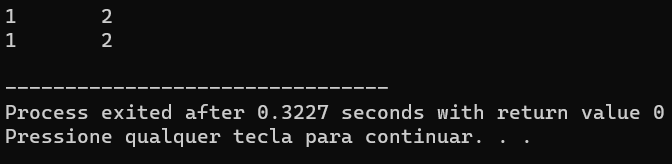 1       2
1       2
--------------------------------
Process exited after 0.3227 seconds with return value 0
Pressione qualquer tecla para continuar. . .